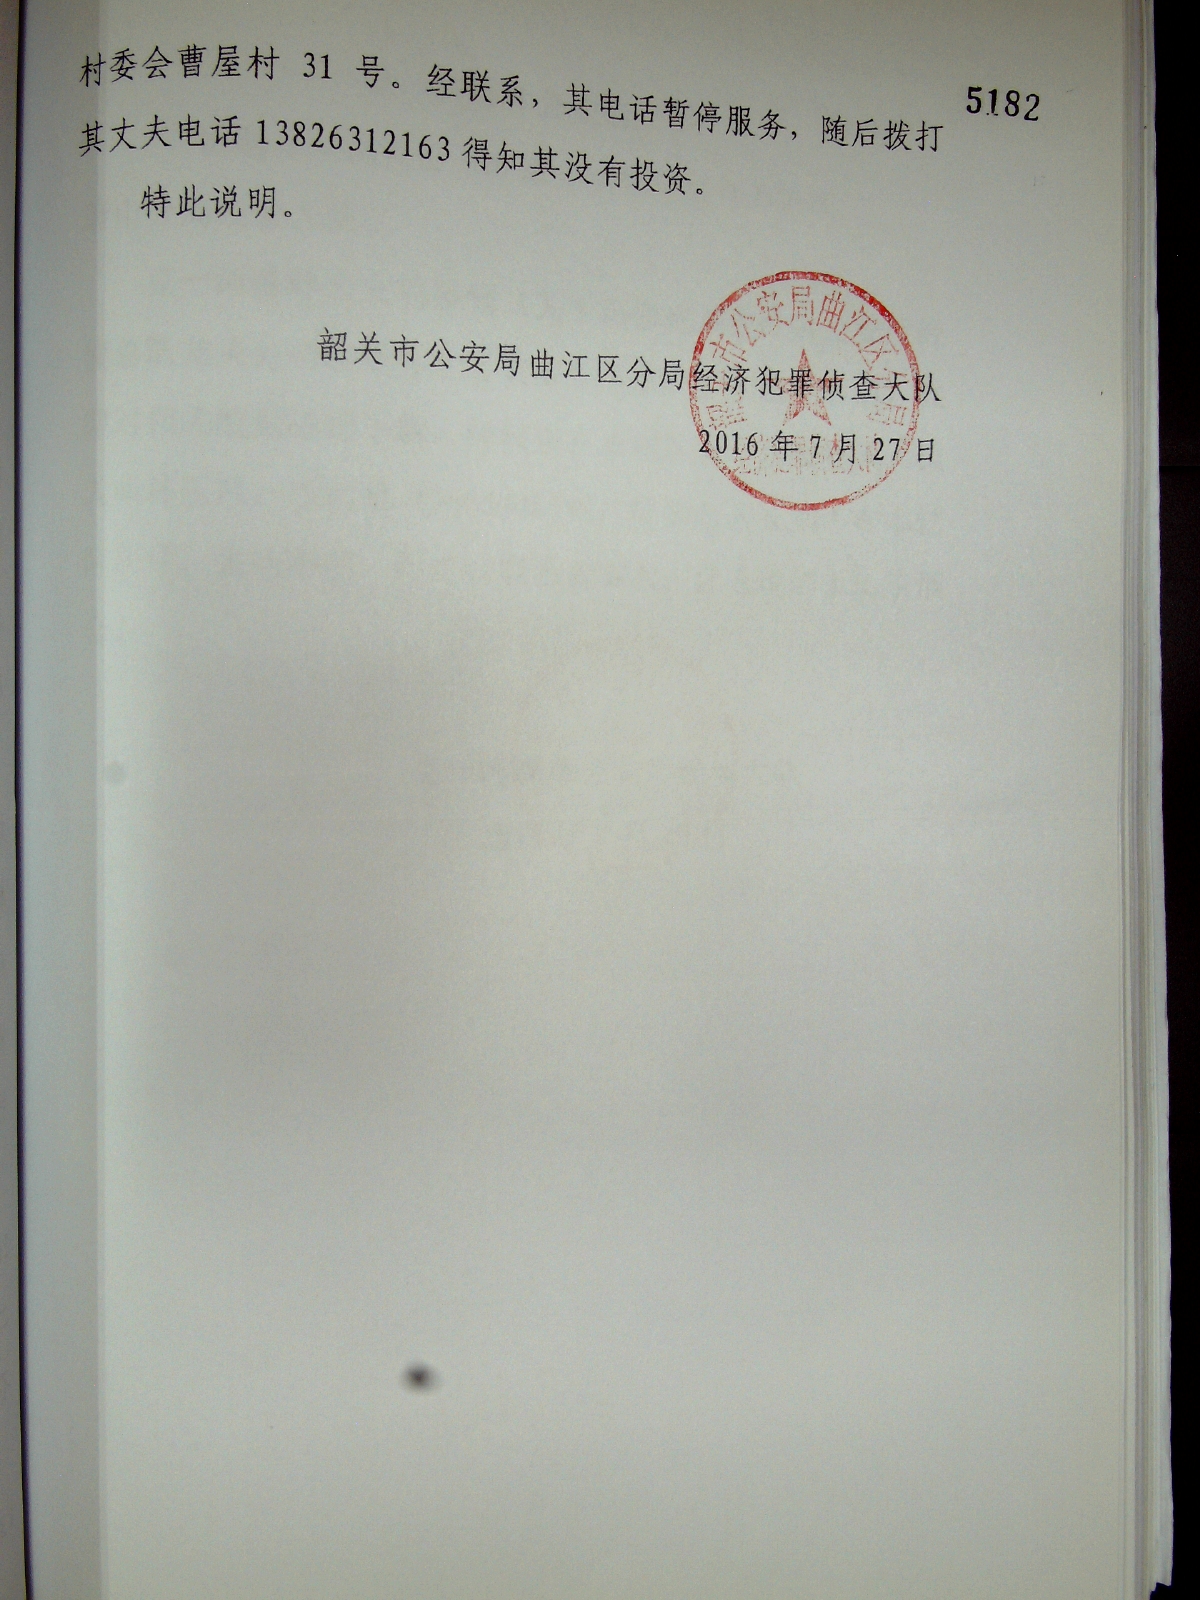 5182
村委会曹屋村 31 号。经联系，其电话暂停服务，随后拨打
其丈夫电话 13826312163 得知其没有投资。
特此说明。
市公安局曲江区
韶关市公安局曲江区分局经济犯罪侦查大队
2016 年 7 月 27 日